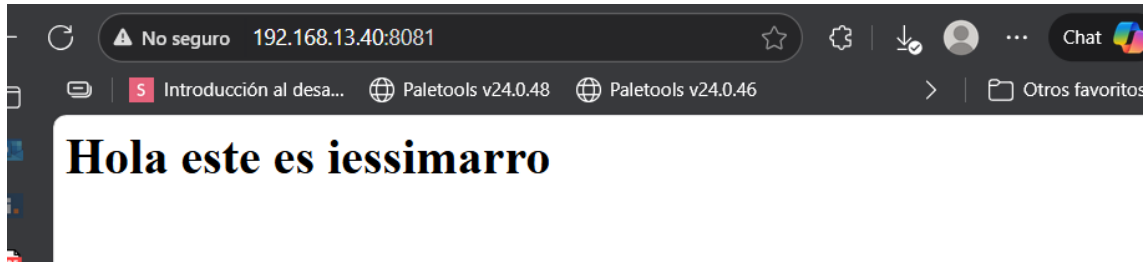 No seguro 192.168.13.40:8081 Chat
S Introducción al desa... Paletools v24.0.48 Paletools v24.0.46 Otros favoritos
Hola este es iessimarro